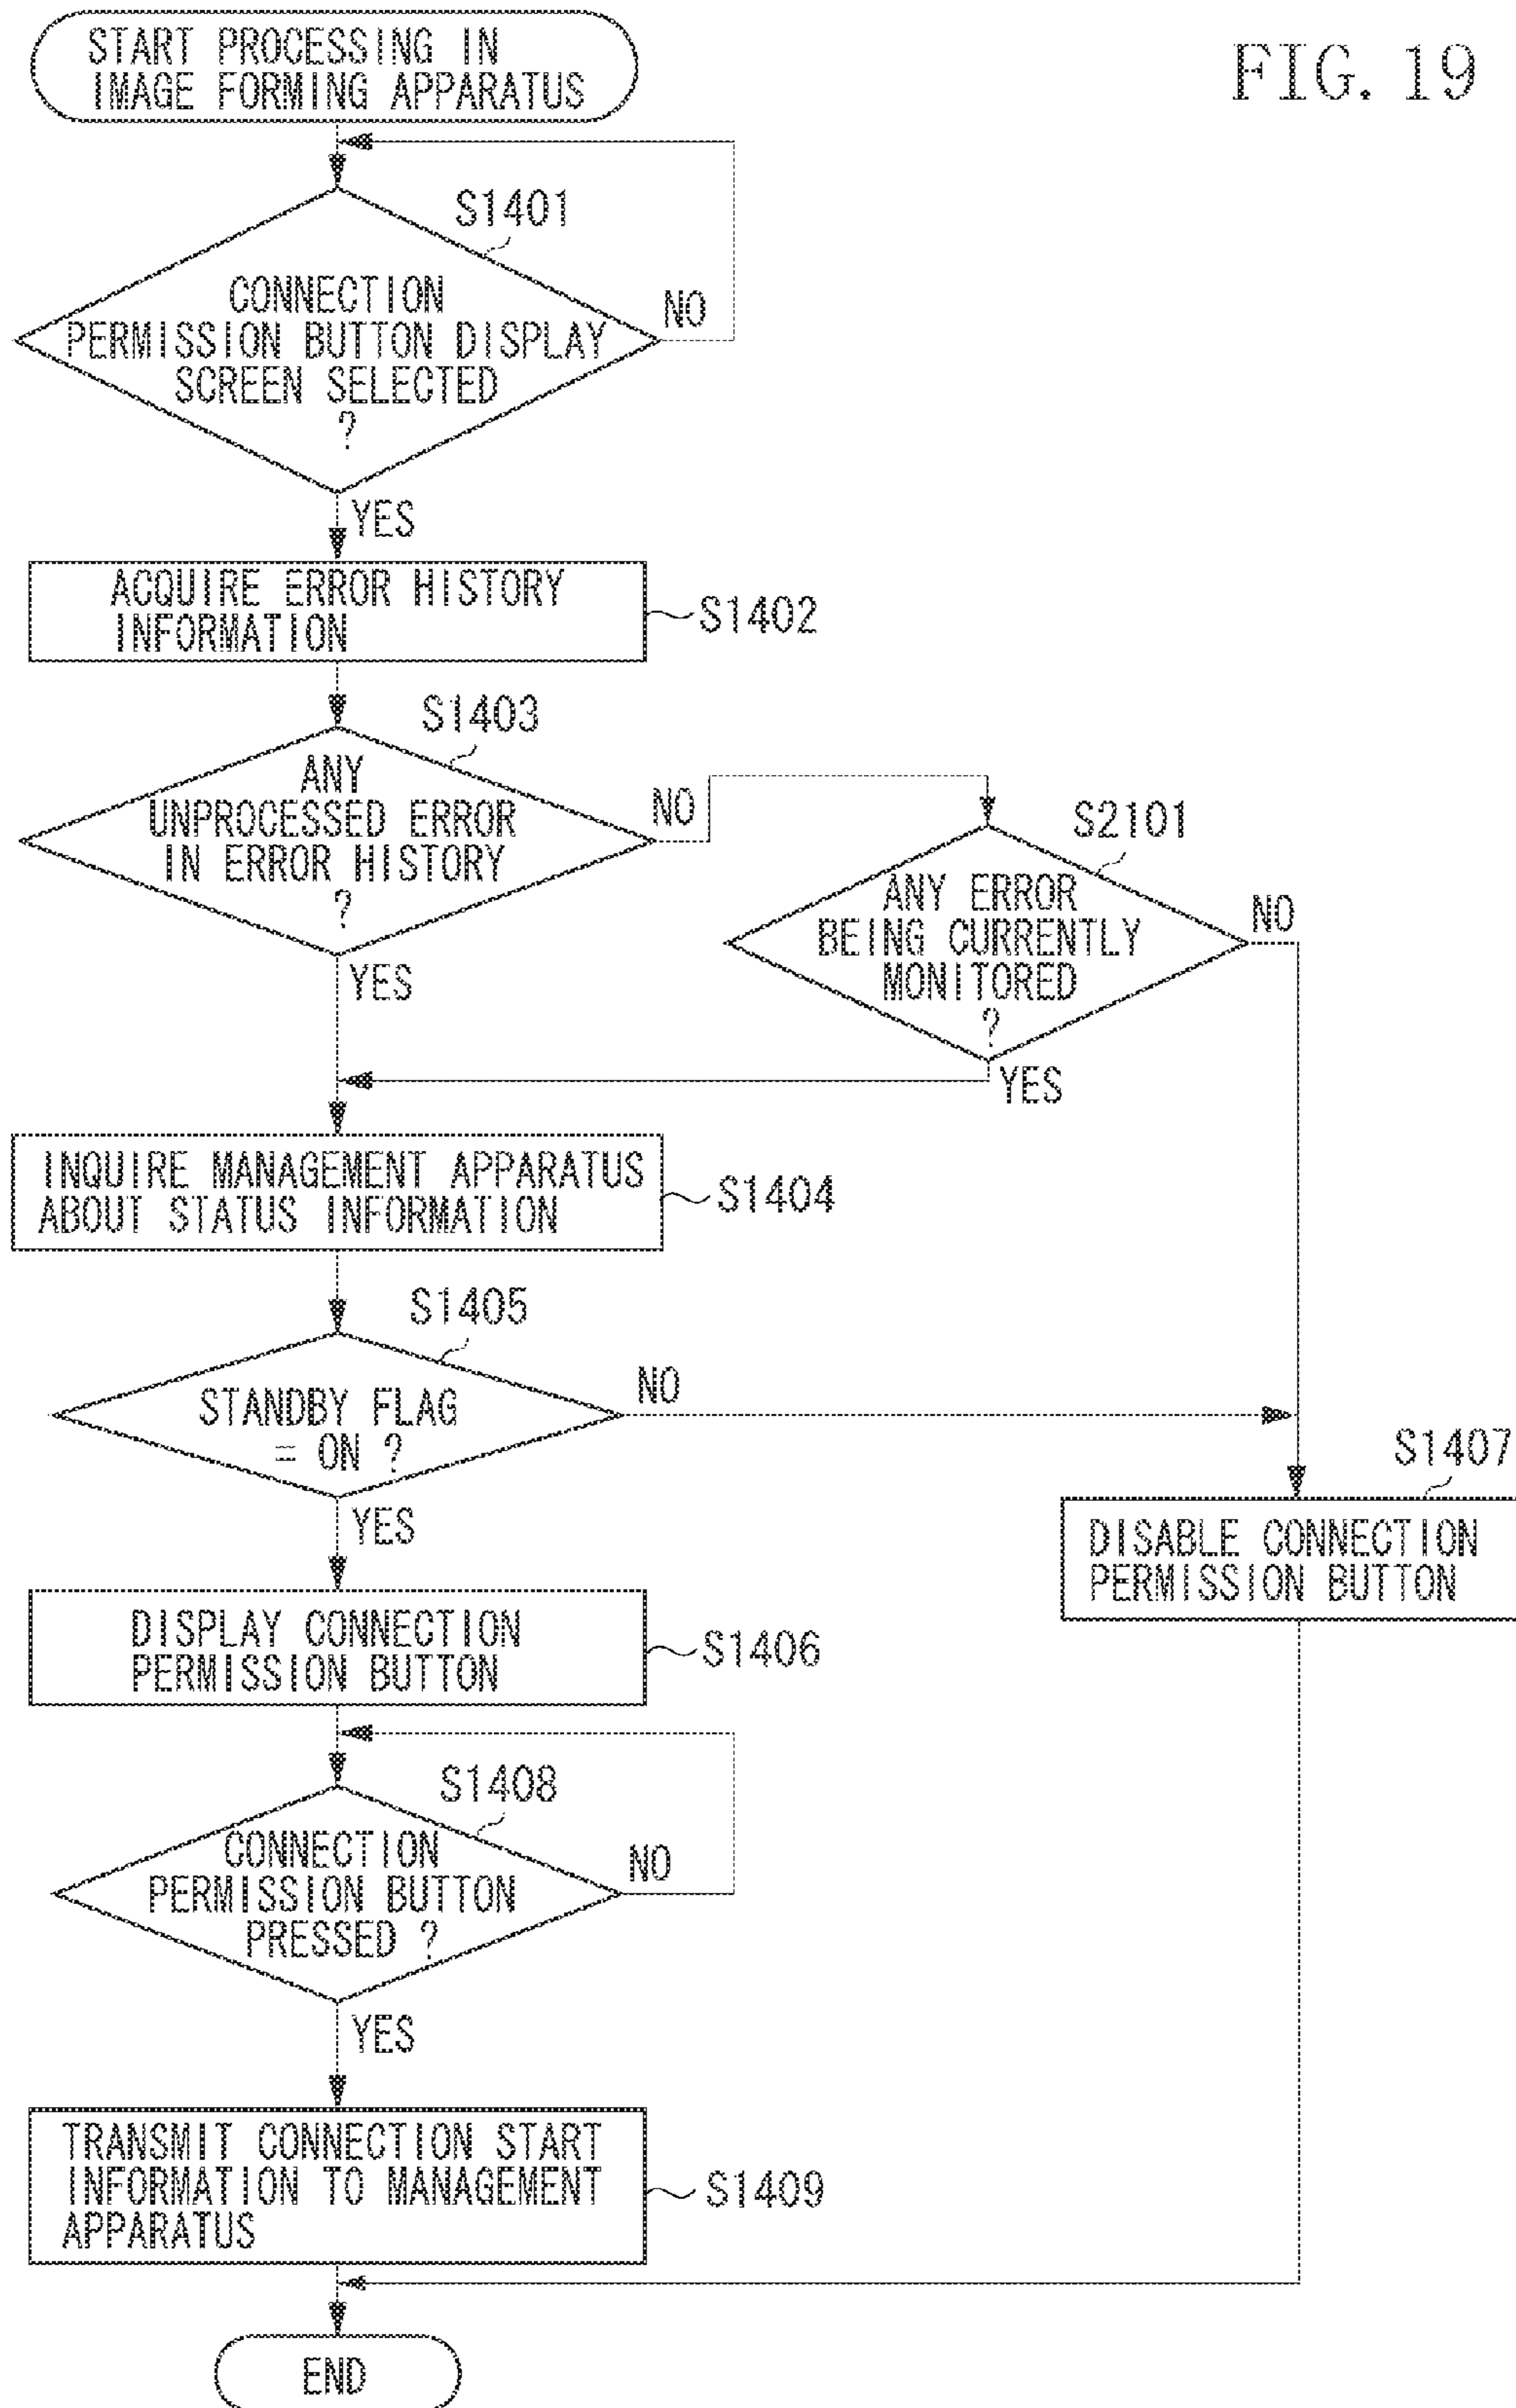 START PROCESSING IN
IMAGE FORMING APPARATUS
FIG. 19
S1401
CONNECTION
PERMISSION BUTTON DISPLAY
SCREEN SELECTED
?
NO
YES
ACQUIRE ERROR HISTORY
INFORMATION
S1402
S1403
ANY
UNPROCESSED ERROR
IN ERROR HISTORY
?
NO
YES
S2101
ANY ERROR
BEING CURRENTLY
MONITORED
?
NO
YES
INQUIRE MANAGEMENT APPARATUS
ABOUT STATUS INFORMATION
S1404
S1405
STANDBY FLAG
= ON ?
NO
YES
S1407
DISABLE CONNECTION
PERMISSION BUTTON
DISPLAY CONNECTION
PERMISSION BUTTON
S1406
S1408
CONNECTION
PERMISSION BUTTON
PRESSED ?
NO
YES
TRANSMIT CONNECTION START
INFORMATION TO MANAGEMENT
APPARATUS
S1409
END